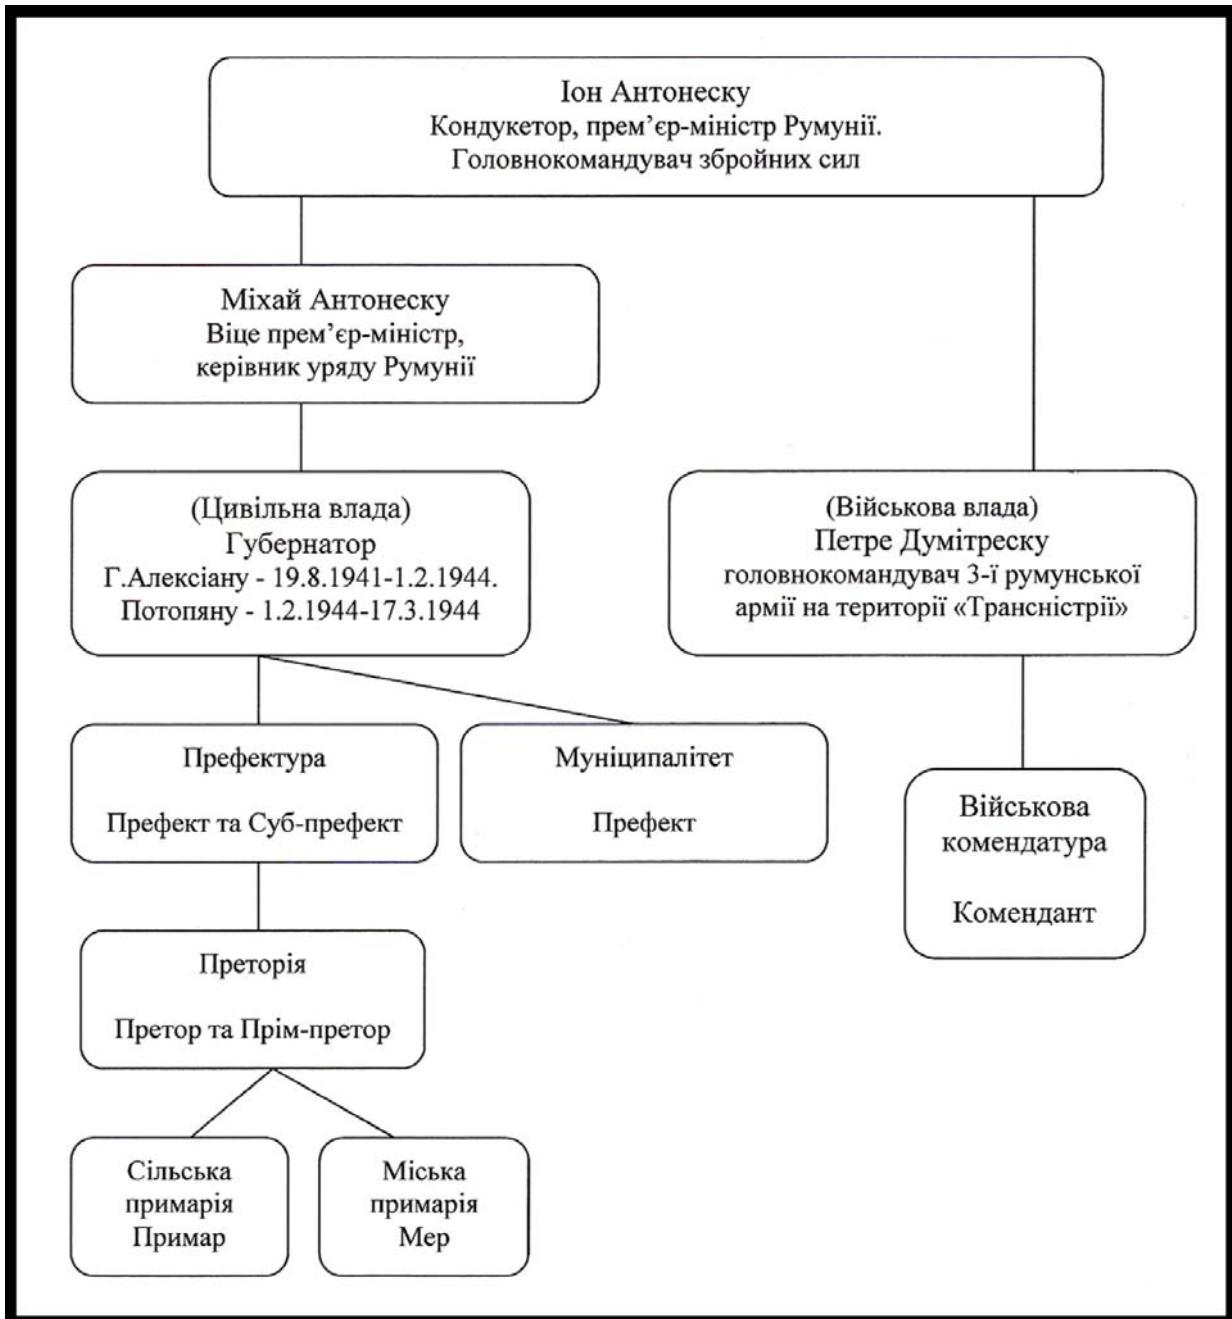 Іон Антонеску
Кондукетор, прем’єр-міністр Румунії.
Головнокомандувач збройних сил
Міхай Антонеску
Віце прем’єр-міністр,
керівник уряду Румунії
(Цивільна влада)
Губернатор
Г.Алексіану - 19.8.1941-1.2.1944.
Потопяну - 1.2.1944-17.3.1944
(Військова влада)
Петре Думітреску
головнокомандувач 3-ї румунської
армії на території «Трансністрії»
Префектура
Префект та Суб-префект
Муніципалітет
Префект
Військова
комендатура
Комендант
Преторія
Претор та Прім-претор
Сільська
примарія
Примар
Міська
примарія
Мер